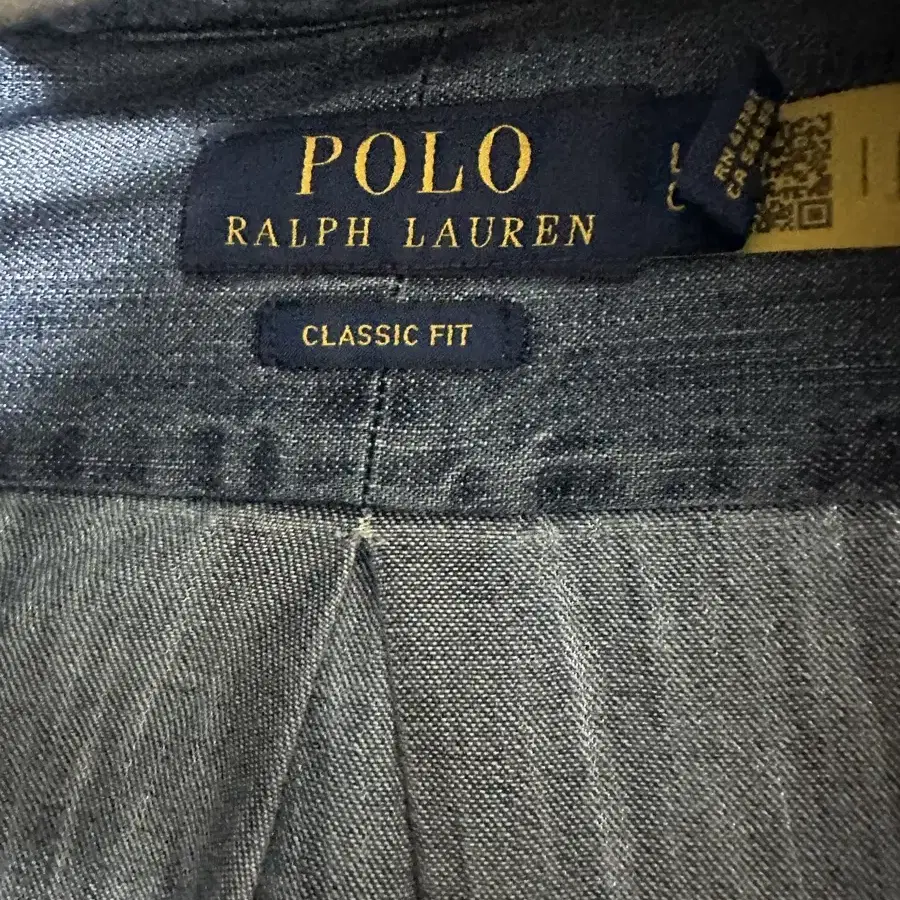 POLO
RALPH LAUREN
CLASSIC FIT